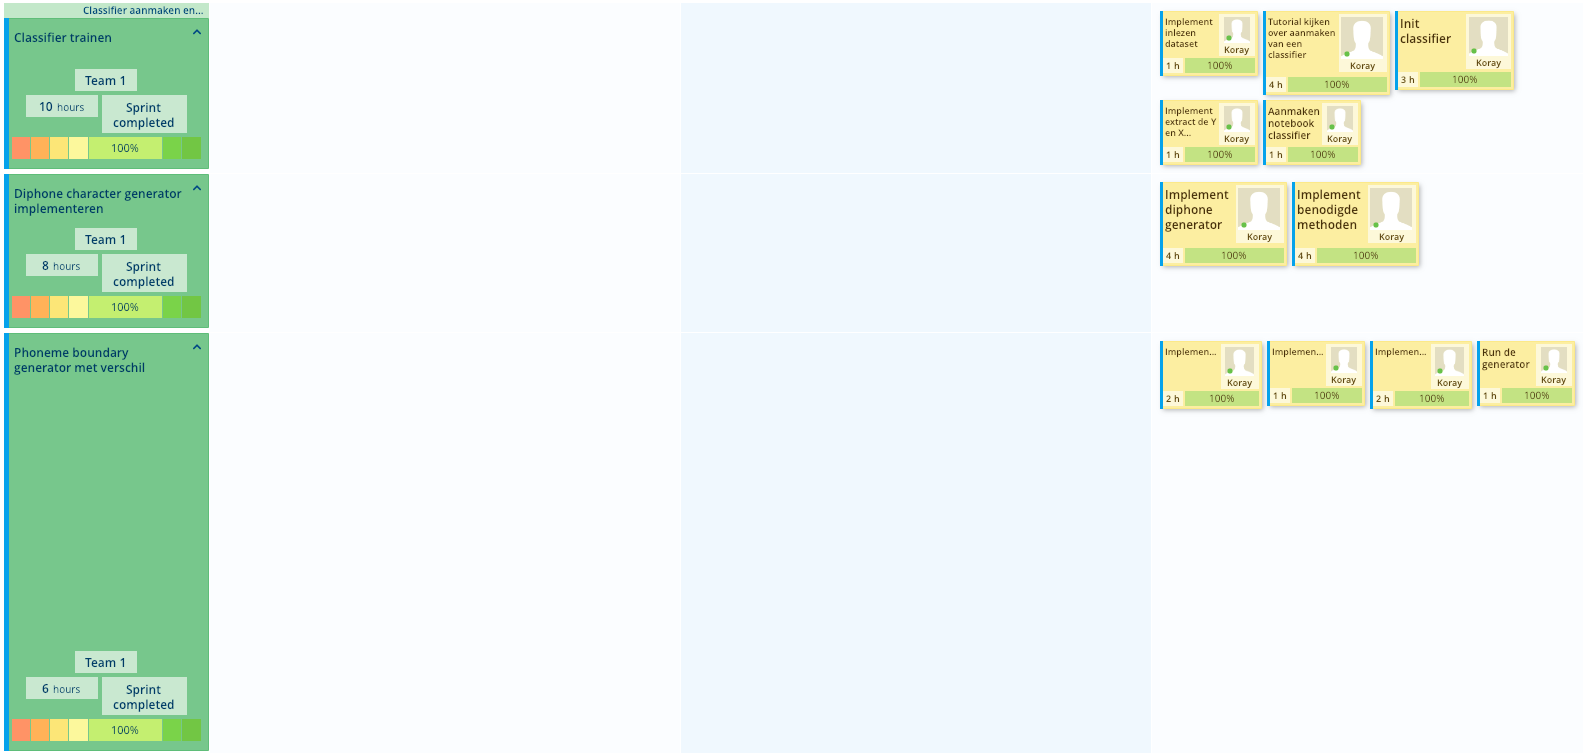 Classifier aanmaken en...
Classifier trainen
Team 1
10 hours
Sprint
completed
100%
Implement
inlezen
dataset
Koray
1 h
100%
Tutorial kijken
over aanmaken
van een
classifier
Koray
4 h
100%
Init
classifier
Koray
3 h
100%
Implement
extract de Y
en X...
Koray
1 h
100%
Aanmaken
notebook
classifier
Koray
1 h
100%
Diphone character generator
implementeren
Team 1
8 hours
Sprint
completed
100%
Implement
diphone
generator
Koray
4 h
100%
Implement
benodigde
methoden
Koray
4 h
100%
Phoneme boundary
generator met verschil
Team 1
6 hours
Sprint
completed
100%
Implemen...
Koray
2 h
100%
Implemen...
Koray
1 h
100%
Implemen...
Koray
2 h
100%
Run de
generator
Koray
1 h
100%